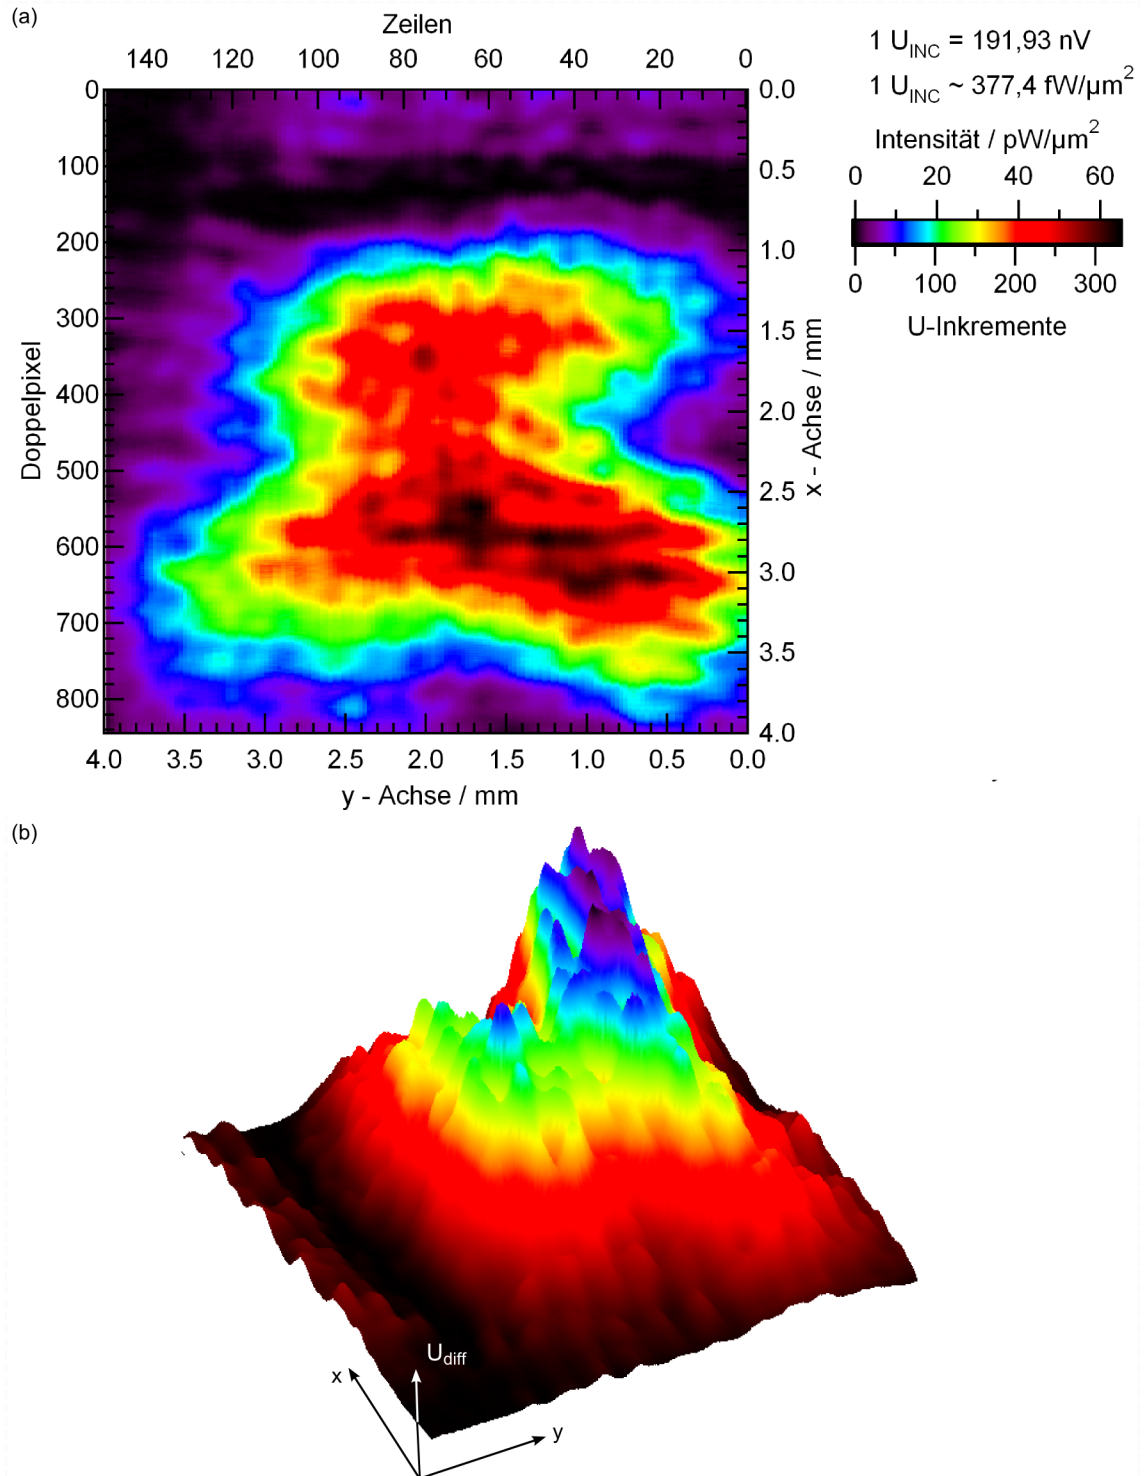 (a)
Zeilen
140 120 100 80 60 40 20 0
1 U_INC = 191,93 nV
1 U_INC ~ 377,4 fW/µm²
Intensität / pW/µm²
0 20 40 60
0 100 200 300
U-Inkremente
Doppelpixel
0
100
200
300
400
500
600
700
800
x - Achse / mm
0.0
0.5
1.0
1.5
2.0
2.5
3.0
3.5
4.0
4.0 3.5 3.0 2.5 2.0 1.5 1.0 0.5 0.0
y - Achse / mm
(b)
U_diff
x
y